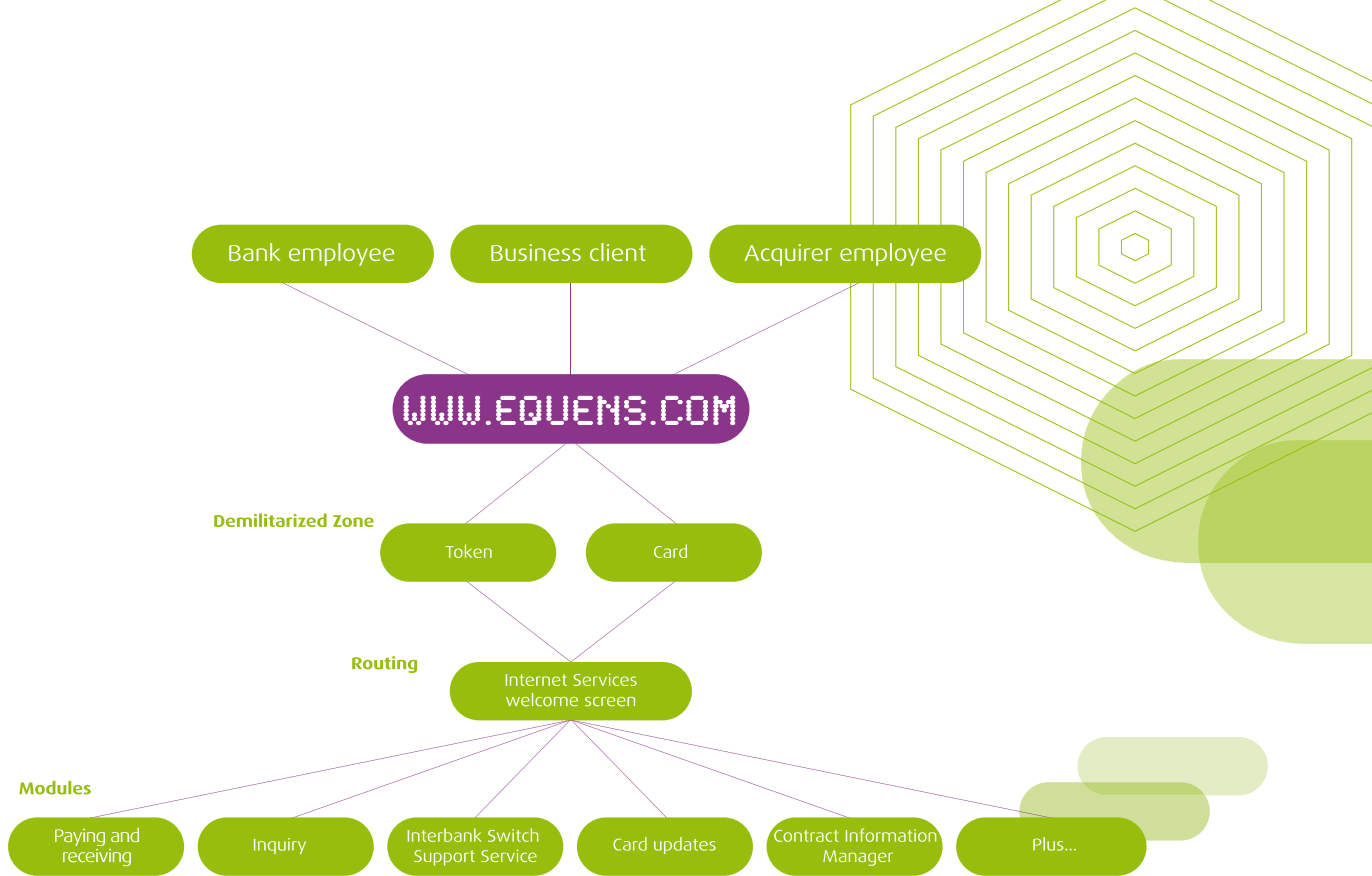 Bank employee
Business client
Acquirer employee
WWW.EQUENS.COM
Demilitarized Zone
Token
Card
Routing
Internet Services
welcome screen
Modules
Paying and
receiving
Inquiry
Interbank Switch
Support Service
Card updates
Contract Information
Manager
Plus...